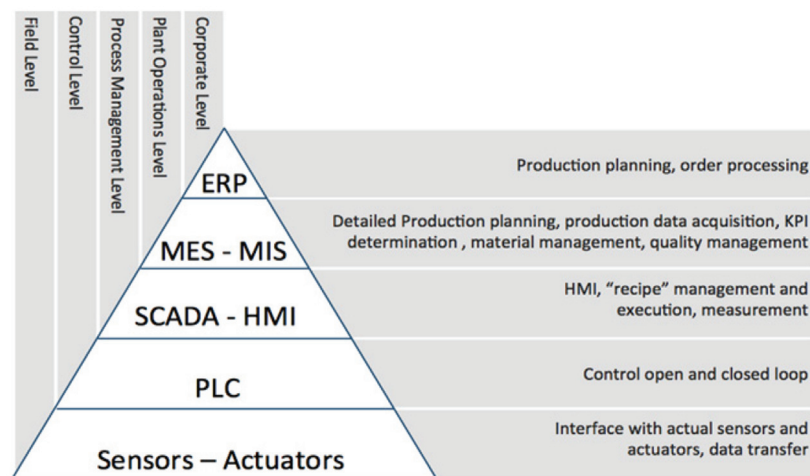 Field Level
Control Level
Process Management Level
Plant Operations Level
Corporate Level
ERP
Production planning, order processing
MES - MIS
Detailed Production planning, production data acquisition, KPI
determination , material management, quality management
SCADA - HMI
HMI, “recipe” management and
execution, measurement
PLC
Control open and closed loop
Sensors – Actuators
Interface with actual sensors and
actuators, data transfer